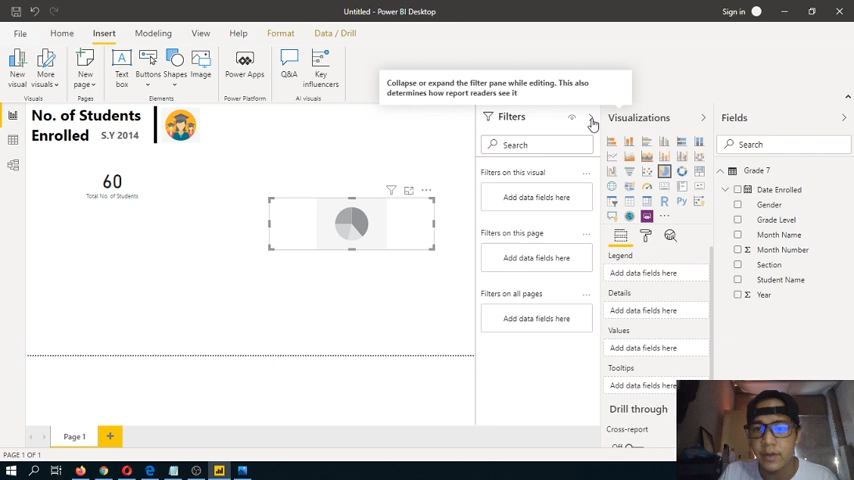 Untitled - Power BI Desktop
Sign in
File
Home
Insert
Modeling
View
Help
Format
Data / Drill
New visual
More visuals
New page
Text box
Buttons
Shapes
Image
Power Apps
Q&A
Key influencers
Visuals
Pages
Elements
Power Platform
AI visuals
Collapse or expand the filter pane while editing. This also
determines how report readers see it
No. of Students
Enrolled S.Y 2014
60
Total No. of Students
Filters
Search
Filters on this visual
Add data fields here
Filters on this page
Add data fields here
Filters on all pages
Add data fields here
Visualizations
R
Py
Legend
Add data fields here
Details
Add data fields here
Values
Add data fields here
Tooltips
Add data fields here
Drill through
Cross-report
Off
Fields
Search
Grade 7
Date Enrolled
Gender
Grade Level
Month Name
Σ Month Number
Section
Student Name
Σ Year
Page 1
PAGE 1 OF 1